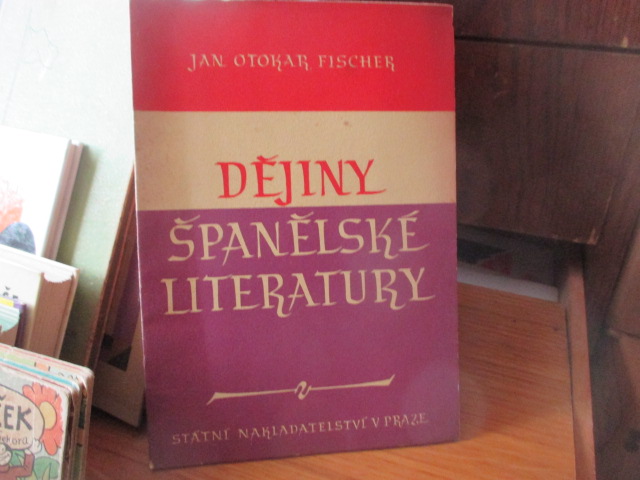 JAN OTOKAR FISCHER
DĚJINY
ŠPANĚLSKÉ
LITERATURY
STÁTNÍ NAKLADATELSTVÍ V PRAZE